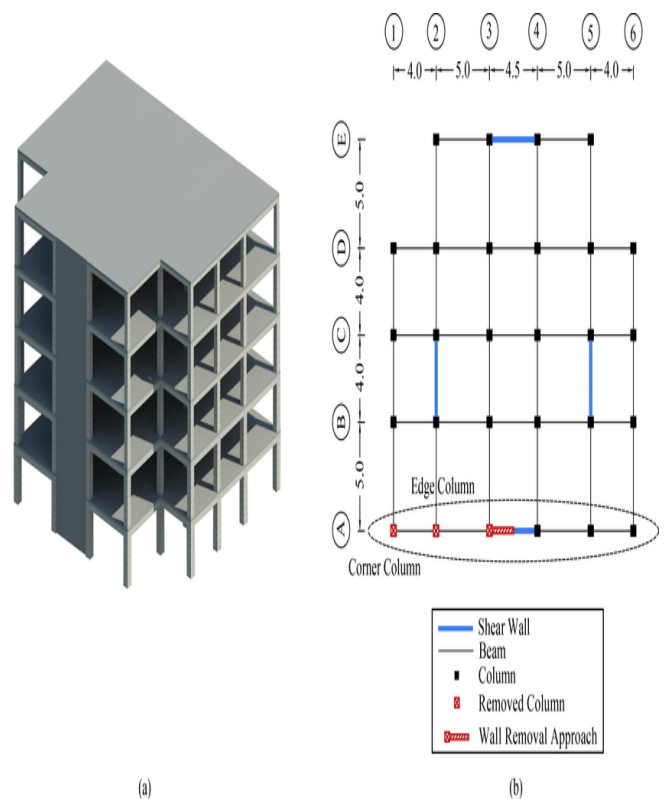 1 2 3 4 5 6
4.0 5.0 4.5 5.0 4.0
E
5.0
D
4.0
C
4.0
B
5.0
A
Edge Column
Corner Column
Shear Wall
Beam
Column
Removed Column
Wall Removal Approach
(a) (b)